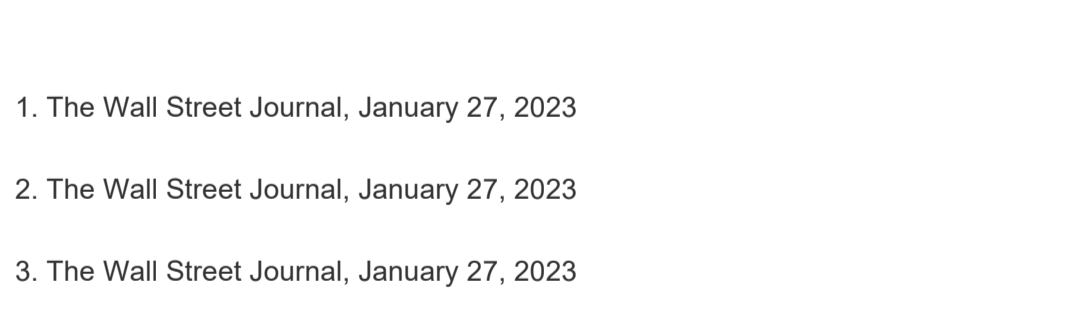 1. The Wall Street Journal, January 27, 2023
2. The Wall Street Journal, January 27, 2023
3. The Wall Street Journal, January 27, 2023